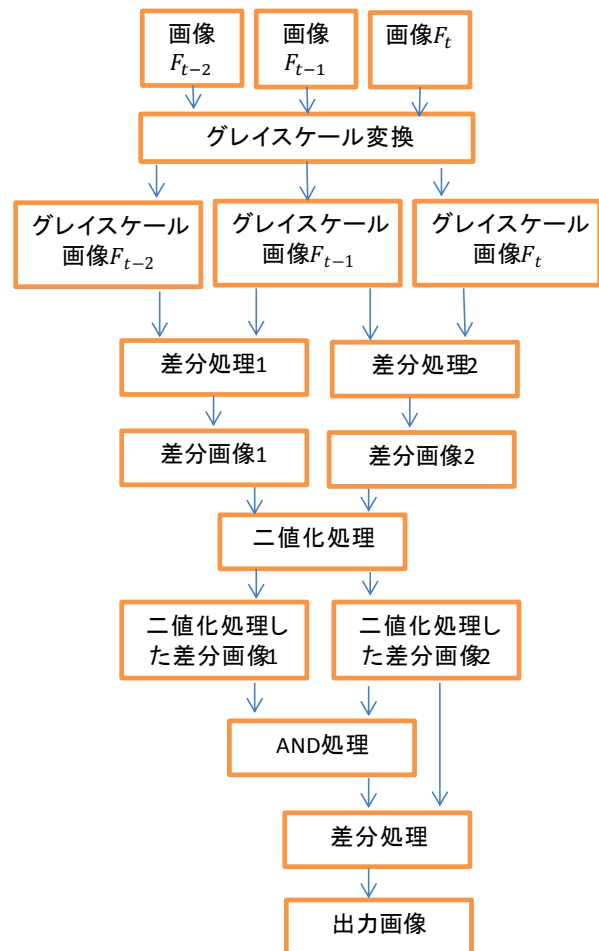 画像
F_{t−2}
画像
F_{t−1}
画像F_t
グレイスケール変換
グレイスケール
画像F_{t−2}
グレイスケール
画像F_{t−1}
グレイスケール
画像F_t
差分処理1
差分処理2
差分画像1
差分画像2
二値化処理
二値化処理し
た差分画像1
二値化処理し
た差分画像2
AND処理
差分処理
出力画像